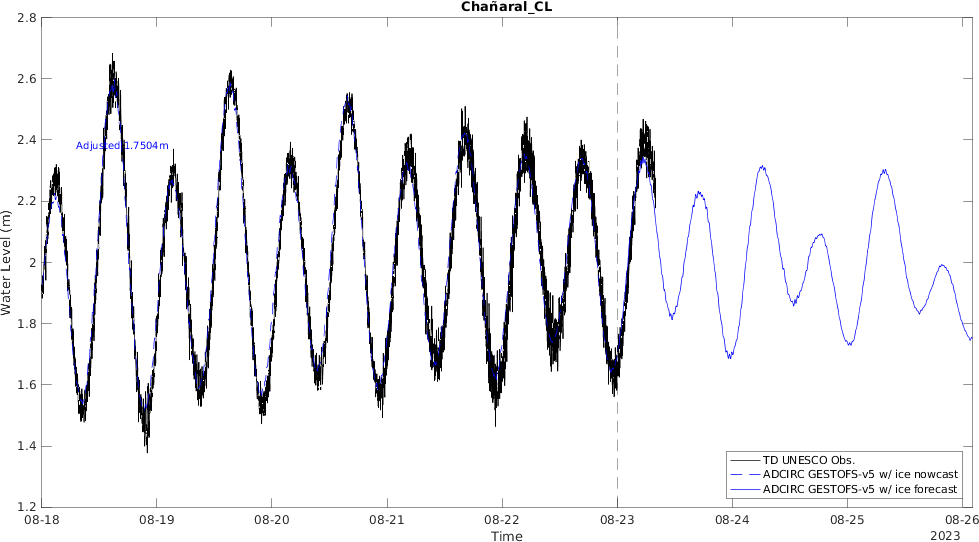 Chañaral_CL
2.8
2.6
2.4
2.2
2
1.8
1.6
1.4
1.2
Water Level (m)
Adjusted 1.7504m
TD UNESCO Obs.
ADCIRC GESTOFS-v5 w/ ice nowcast
ADCIRC GESTOFS-v5 w/ ice forecast
08-18 08-19 08-20 08-21 08-22 08-23 08-24 08-25 08-26
Time
2023